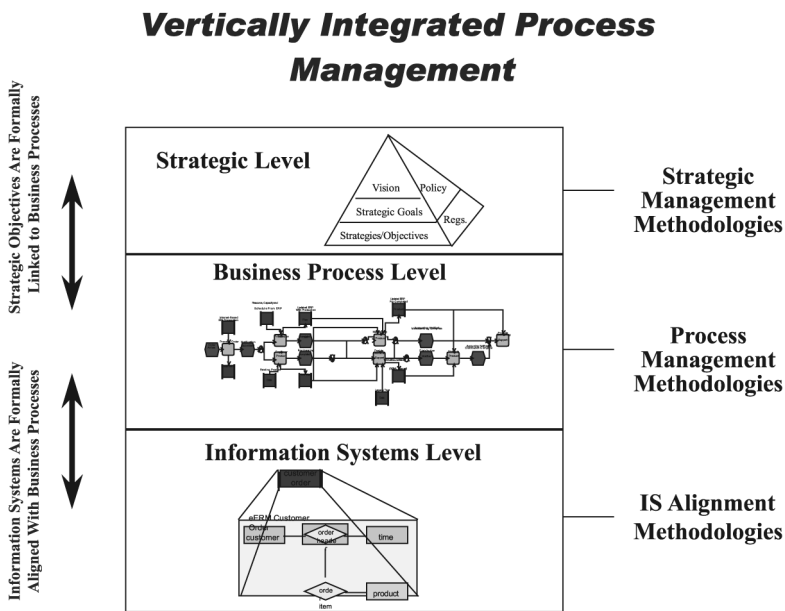 Vertically Integrated Process
Management
Strategic Objectives Are Formally
Linked to Business Processes
Information Systems Are Formally
Aligned With Business Processes
Strategic Level
Vision
Policy
Strategic Goals
Regs.
Strategies/Objectives
Strategic
Management
Methodologies
Business Process Level
Process
Management
Methodologies
Information Systems Level
customer
order
eERM Customer
Order
customer
order
heade
time
orde
item
product
IS Alignment
Methodologies